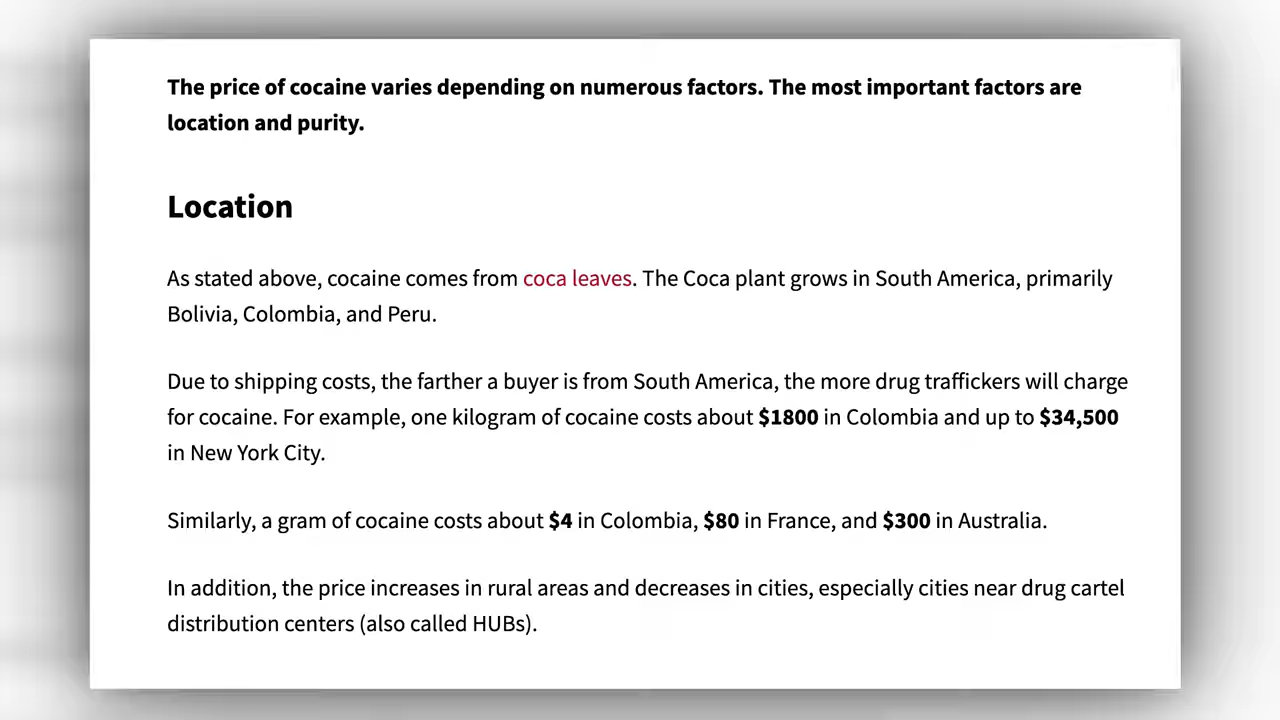 The price of cocaine varies depending on numerous factors. The most important factors are
location and purity.
Location
As stated above, cocaine comes from coca leaves. The Coca plant grows in South America, primarily
Bolivia, Colombia, and Peru.
Due to shipping costs, the farther a buyer is from South America, the more drug traffickers will charge
for cocaine. For example, one kilogram of cocaine costs about $1800 in Colombia and up to $34,500
in New York City.
Similarly, a gram of cocaine costs about $4 in Colombia, $80 in France, and $300 in Australia.
In addition, the price increases in rural areas and decreases in cities, especially cities near drug cartel
distribution centers (also called HUBs).